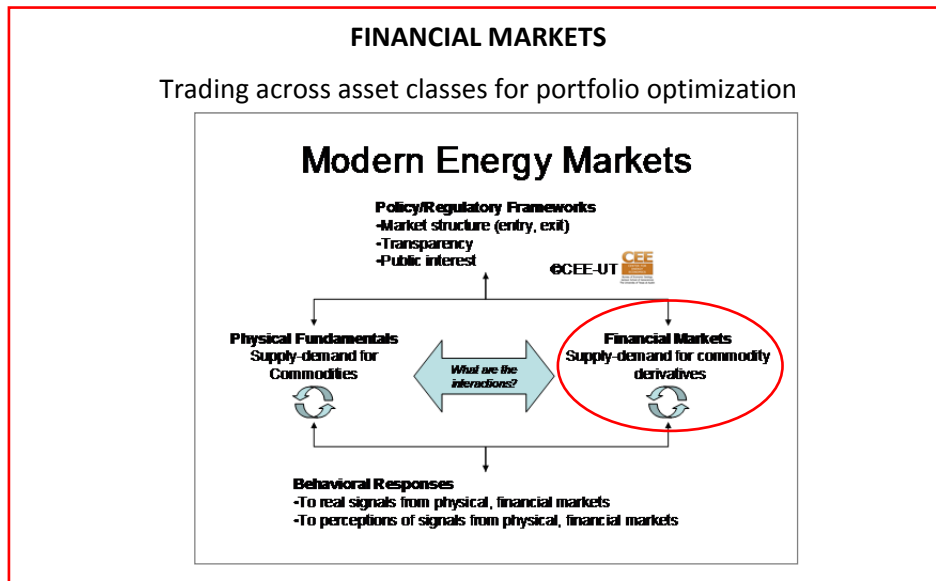 FINANCIAL MARKETS
Trading across asset classes for portfolio optimization
Modern Energy Markets
Policy/Regulatory Frameworks
-Market structure (entry, exit)
-Transparency
-Public interest
©CEE-UT
CEE
Physical Fundamentals
Supply-demand for
Commodities
What are the
interactions?
Financial Markets
Supply-demand for commodity
derivatives
Behavioral Responses
-To real signals from physical, financial markets
-To perceptions of signals from physical, financial markets